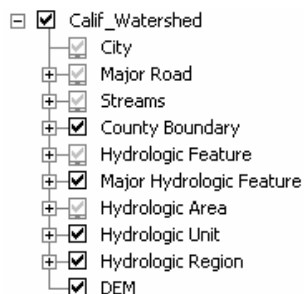 Calif_Watershed
City
Major Road
Streams
County Boundary
Hydrologic Feature
Major Hydrologic Feature
Hydrologic Area
Hydrologic Unit
Hydrologic Region
DEM